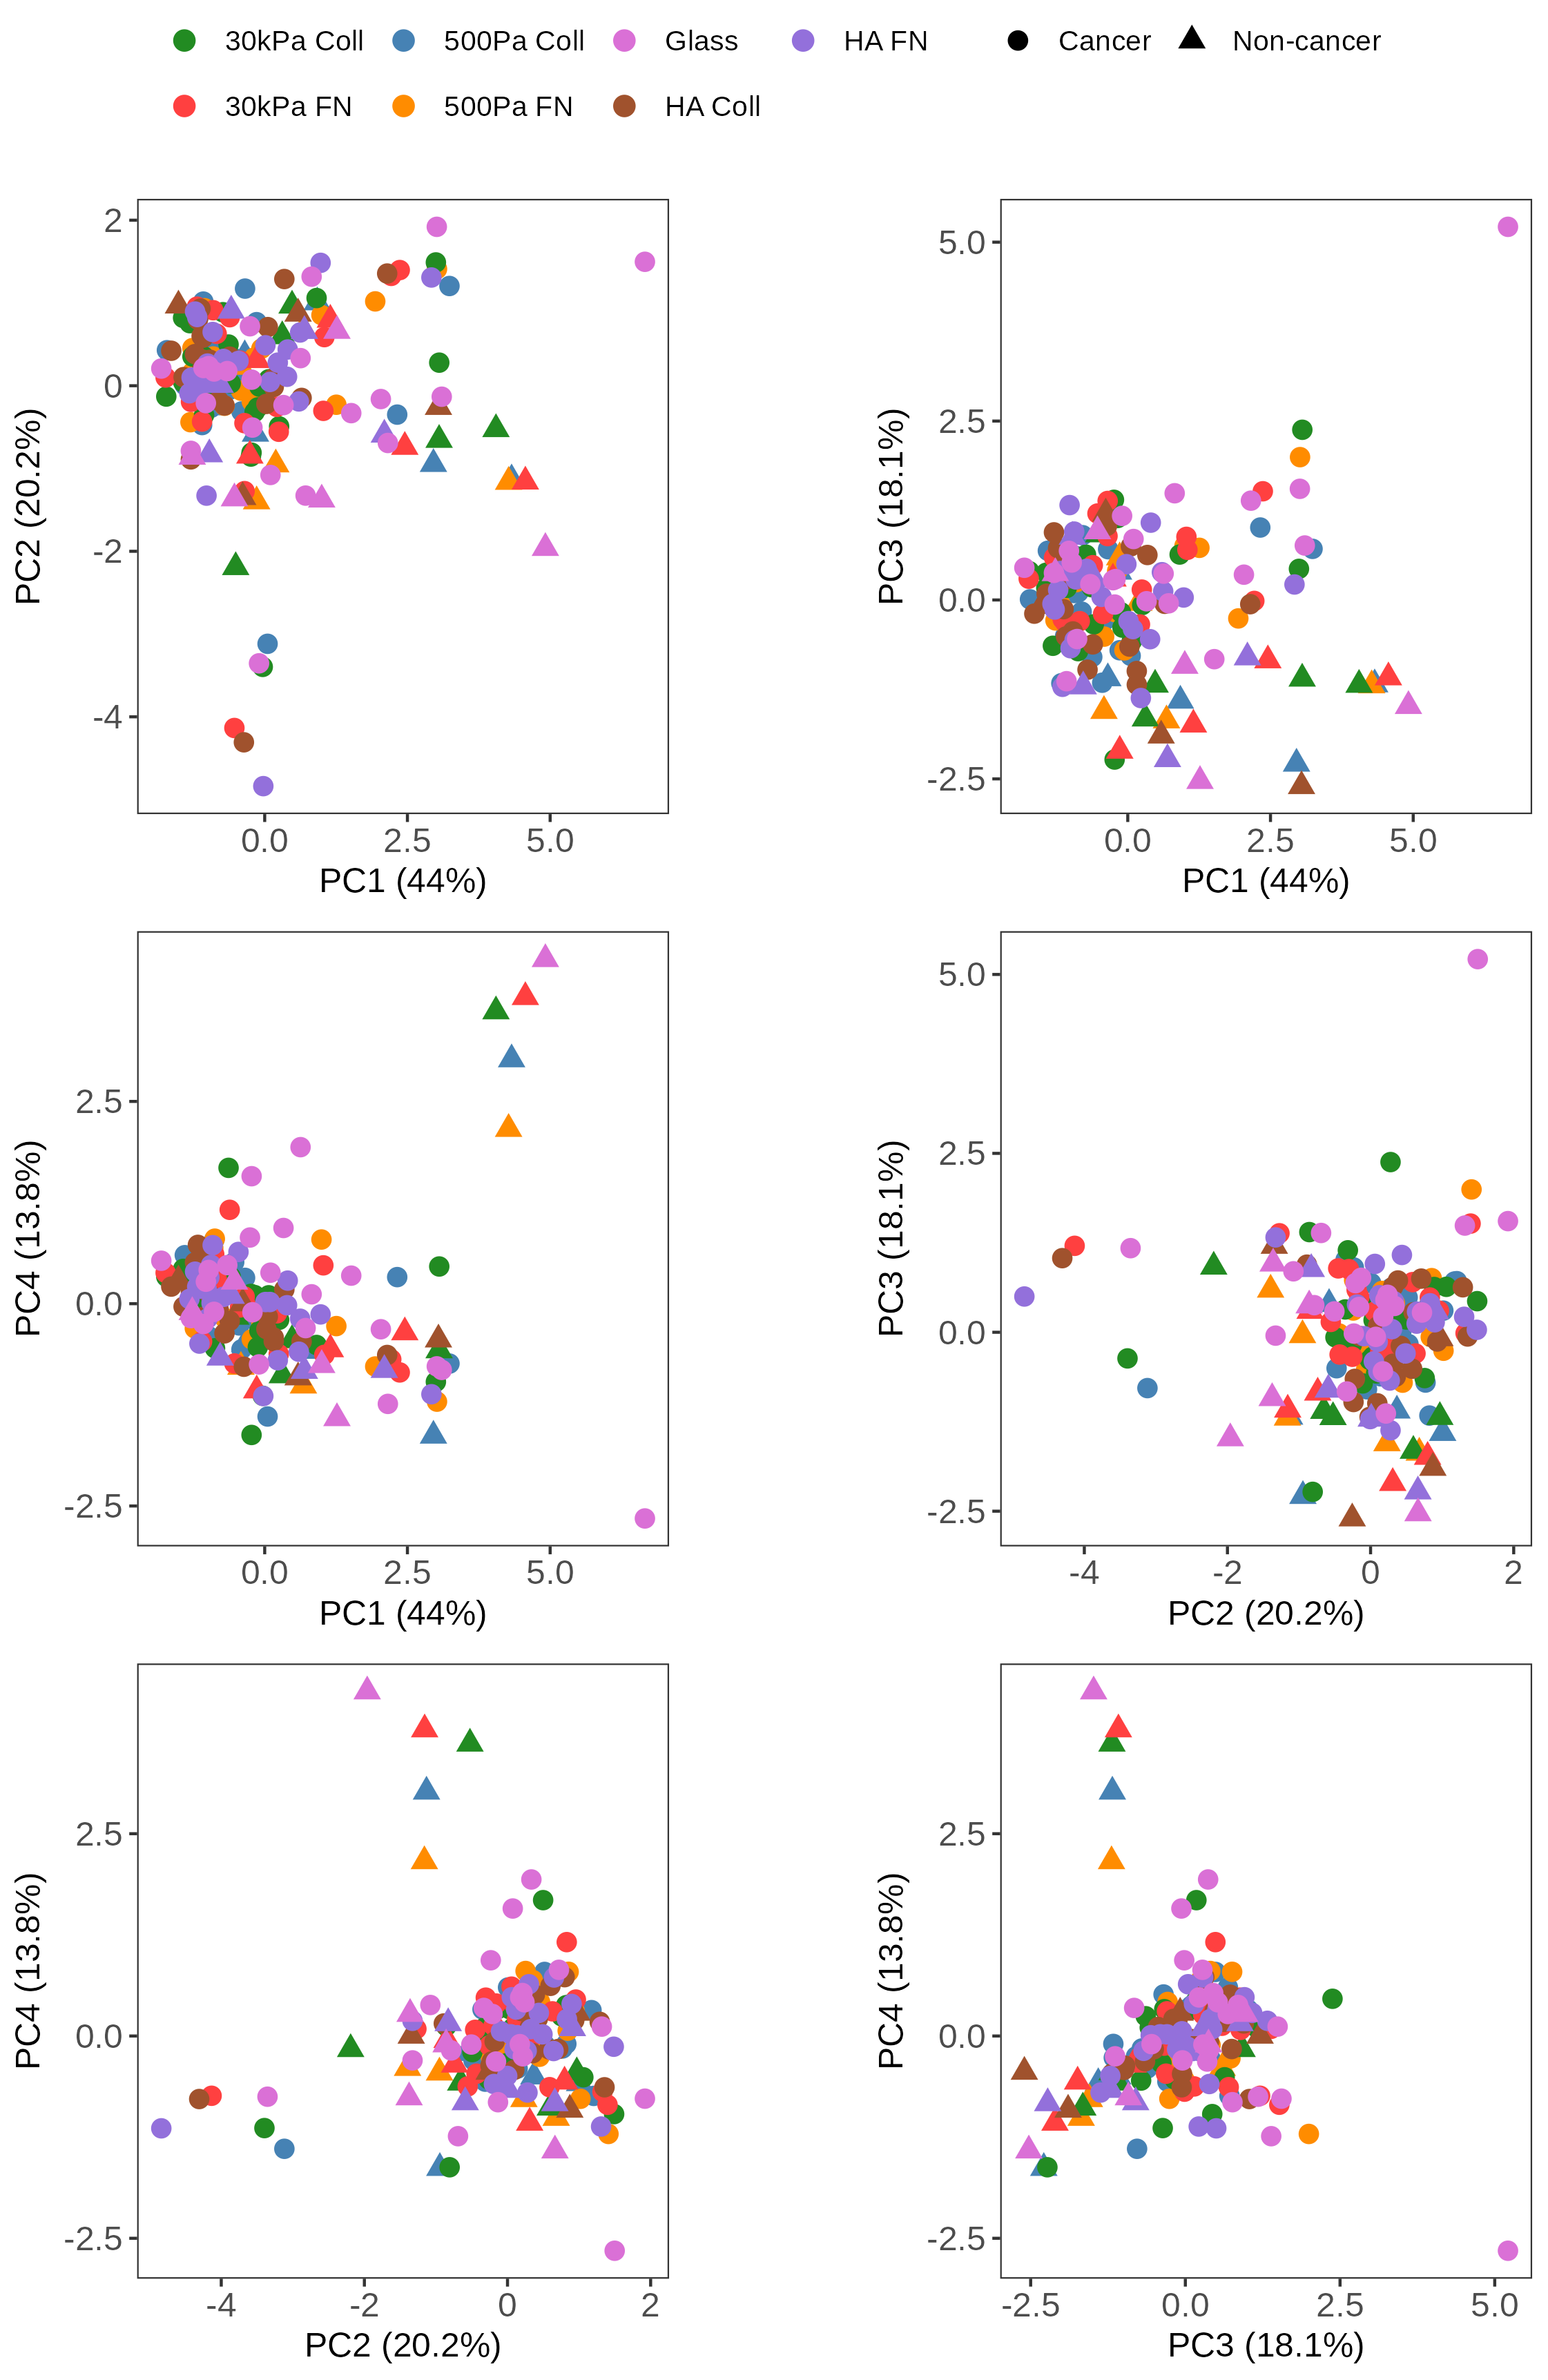 30kPa Coll 500Pa Coll Glass HA FN Cancer Non-cancer
30kPa FN 500Pa FN HA Coll
2
0
-2
-4
PC2 (20.2%)
0.0 2.5 5.0
PC1 (44%)
5.0
2.5
0.0
-2.5
PC3 (18.1%)
0.0 2.5 5.0
PC1 (44%)
2.5
0.0
-2.5
PC4 (13.8%)
0.0 2.5 5.0
PC1 (44%)
5.0
2.5
0.0
-2.5
PC3 (18.1%)
-4 -2 0 2
PC2 (20.2%)
2.5
0.0
-2.5
PC4 (13.8%)
-4 -2 0 2
PC2 (20.2%)
2.5
0.0
-2.5
PC4 (13.8%)
-2.5 0.0 2.5 5.0
PC3 (18.1%)